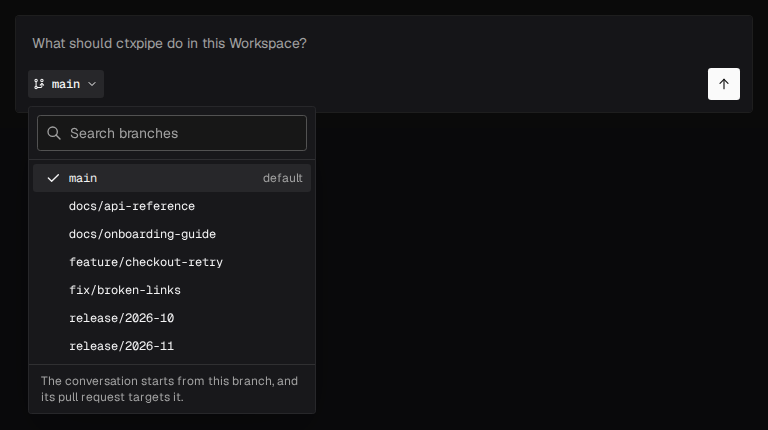 What should ctxpipe do in this Workspace?
main
Search branches
main default
docs/api-reference
docs/onboarding-guide
feature/checkout-retry
fix/broken-links
release/2026-10
release/2026-11
The conversation starts from this branch, and
its pull request targets it.